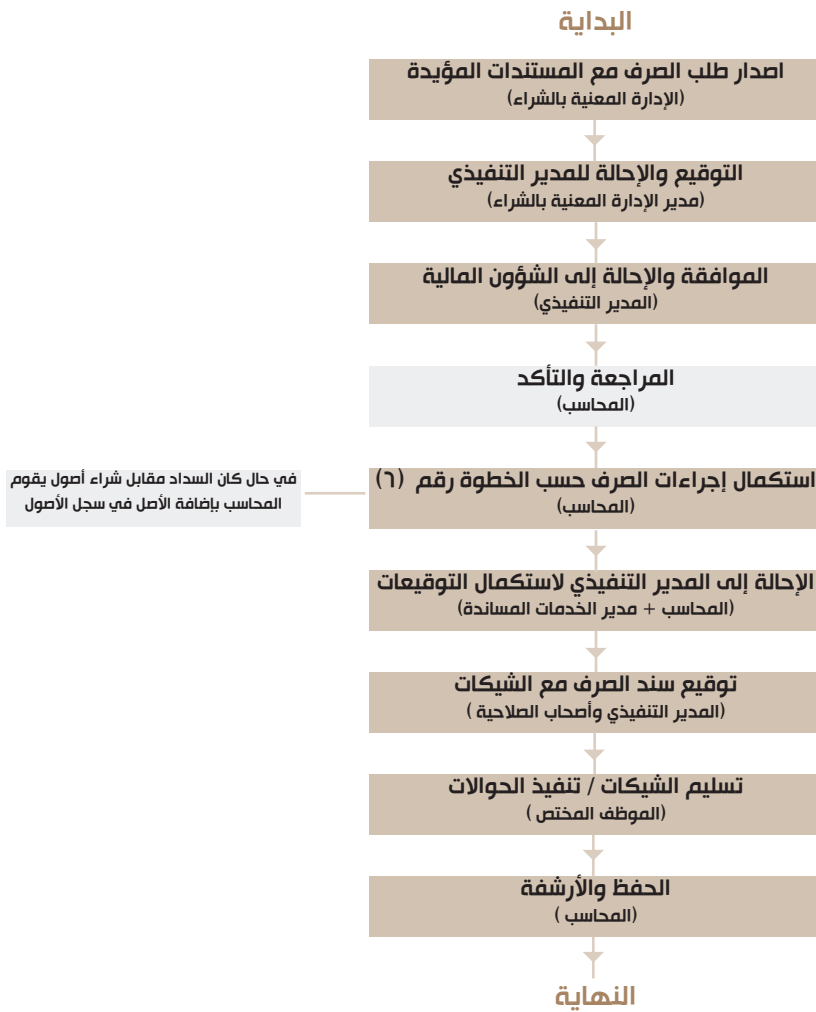 البداية
اصدار طلب الصرف مع المستندات المؤيدة
(الإدارة المعنية بالشراء)
التوقيع والإحالة للمدير التنفيذي
(مدير الإدارة المعنية بالشراء)
الموافقة والإحالة إلى الشؤون المالية
(المدير التنفيذي)
المراجعة والتأكد
(المحاسب)
استكمال إجراءات الصرف حسب الخطوة رقم (٦)
(المحاسب)
في حال كان السداد مقابل شراء أصول يقوم
المحاسب بإضافة الأصل في سجل الأصول
الإحالة إلى المدير التنفيذي لاستكمال التوقيعات
(المحاسب + مدير الخدمات المساندة)
توقيع سند الصرف مع الشيكات
(المدير التنفيذي وأصحاب الصلاحية )
تسليم الشيكات / تنفيذ الحوالات
(الموظف المختص )
الحفظ والأرشفة
(المحاسب )
النهاية